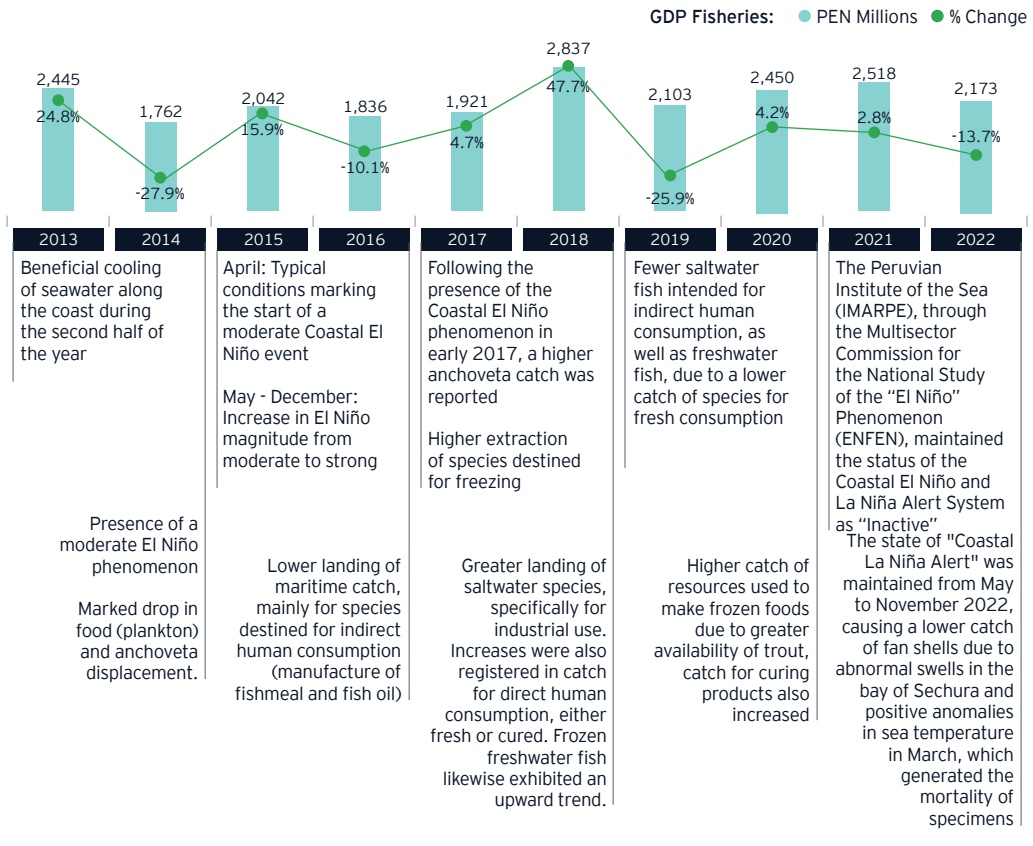 GDP Fisheries: PEN Millions % Change
2,445
24.8%
1,762
-27.9%
2,042
15.9%
1,836
-10.1%
1,921
4.7%
2,837
47.7%
2,103
-25.9%
2,450
4.2%
2,518
2.8%
2,173
-13.7%
2013
2014
2015
2016
2017
2018
2019
2020
2021
2022
Beneficial cooling
of seawater along
the coast during
the second half of
the year
Presence of a
moderate El Niño
phenomenon
Marked drop in
food (plankton)
and anchoveta
displacement.
April: Typical
conditions marking
the start of a
moderate Coastal El
Niño event
May - December:
Increase in El Niño
magnitude from
moderate to strong
Lower landing of
maritime catch,
mainly for species
destined for indirect
human consumption
(manufacture of
fishmeal and fish oil)
Following the
presence of the
Coastal El Niño
phenomenon in
early 2017, a higher
anchoveta catch was
reported
Higher extraction
of species destined
for freezing
Greater landing of
saltwater species,
specifically for
industrial use.
Increases were also
registered in catch
for direct human
consumption, either
fresh or cured. Frozen
freshwater fish
likewise exhibited an
upward trend.
Fewer saltwater
fish intended for
indirect human
consumption, as
well as freshwater
fish, due to a lower
catch of species for
fresh consumption
Higher catch of
resources used to
make frozen foods
due to greater
availability of trout,
catch for curing
products also
increased
The Peruvian
Institute of the Sea
(IMARPE), through
the Multisector
Commission for
the National Study
of the “El Niño”
Phenomenon
(ENFEN), maintained
the status of the
Coastal El Niño and
La Niña Alert System
as “Inactive”
The state of "Coastal
La Niña Alert" was
maintained from May
to November 2022,
causing a lower catch
of fan shells due to
abnormal swells in the
bay of Sechura and
positive anomalies
in sea temperature
in March, which
generated the
mortality of
specimens